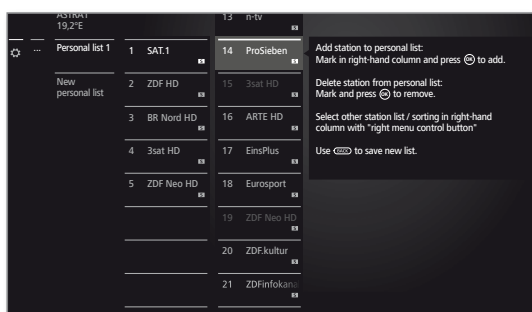 ASTRA1
19,2°E
13 n-tv
... Personal list 1
New
personal list
1 SAT.1
2 ZDF HD
3 BR Nord HD
4 3sat HD
5 ZDF Neo HD
14 ProSieben
15 3sat HD
16 ARTE HD
17 EinsPlus
18 Eurosport
19 ZDF Neo HD
20 ZDF.kultur
21 ZDFinfokanal
Add station to personal list:
Mark in right-hand column and press OK to add.
Delete station from personal list:
Mark and press OK to remove.
Select other station list / sorting in right-hand
column with "right menu control button"
Use BACK to save new list.